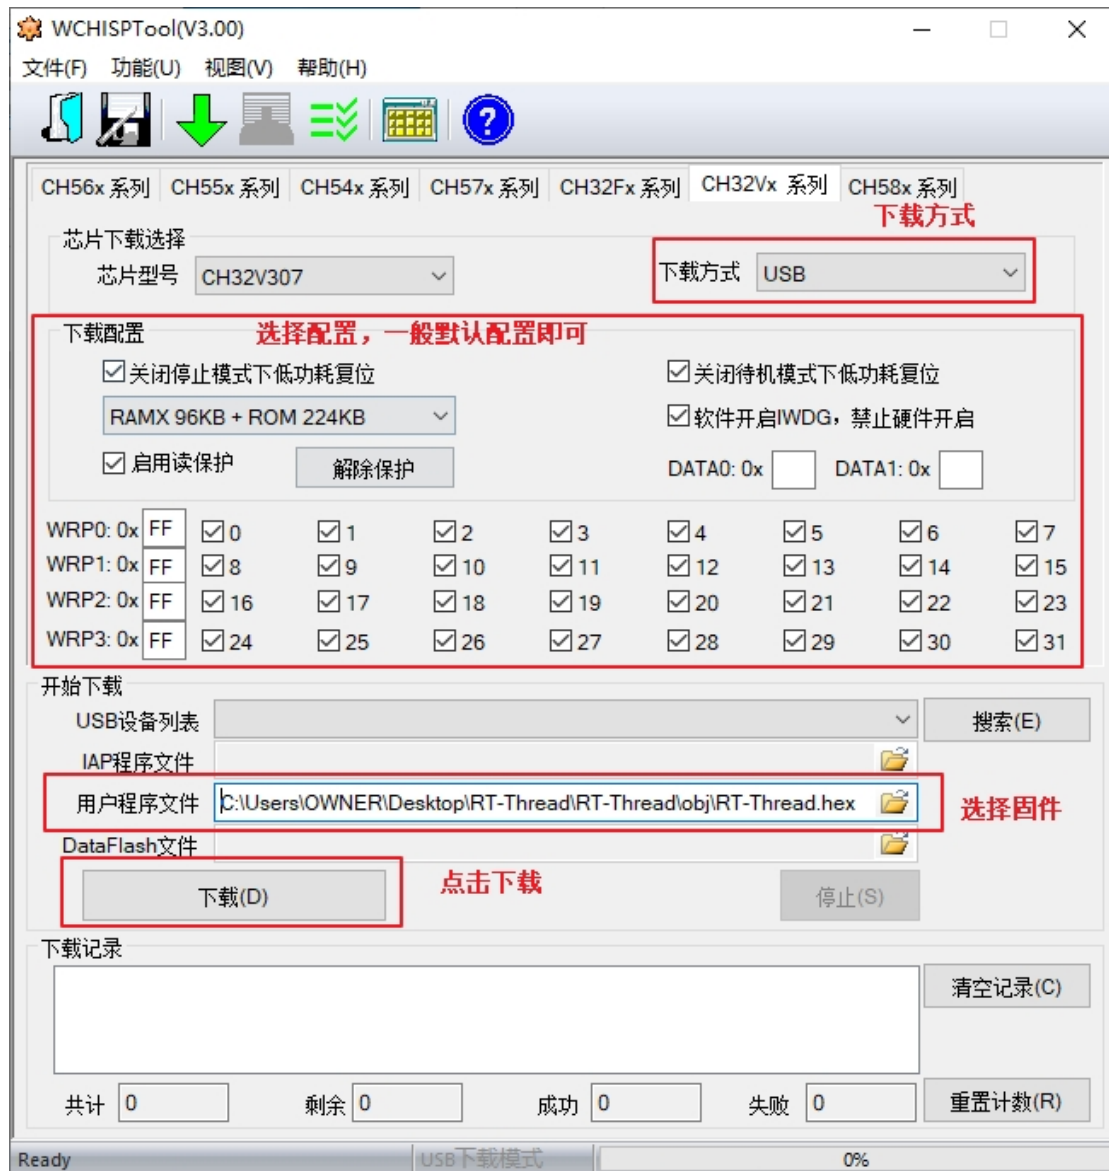 WCHISPTool(V3.00)
文件(F) 功能(U) 视图(V) 帮助(H)
CH56x 系列 CH55x 系列 CH54x 系列 CH57x 系列 CH32Fx 系列 CH32Vx 系列 CH58x 系列
下载方式
芯片下载选择
芯片型号 CH32V307 下载方式 USB
下载配置 选择配置，一般默认配置即可
关闭停止模式下低功耗复位 关闭待机模式下低功耗复位
RAMX 96KB + ROM 224KB 软件开启IWDG，禁止硬件开启
启用读保护 解除保护 DATA0: 0x DATA1: 0x
WRP0: 0x FF 0 1 2 3 4 5 6 7
WRP1: 0x FF 8 9 10 11 12 13 14 15
WRP2: 0x FF 16 17 18 19 20 21 22 23
WRP3: 0x FF 24 25 26 27 28 29 30 31
开始下载
USB设备列表 搜索(E)
IAP程序文件
用户程序文件 C:\Users\OWNER\Desktop\RT-Thread\RT-Thread\obj\RT-Thread.hex 选择固件
DataFlash文件
下载(D) 点击下载 停止(S)
下载记录
清空记录(C)
共计 0 剩余 0 成功 0 失败 0 重置计数(R)
Ready USB下载模式 0%